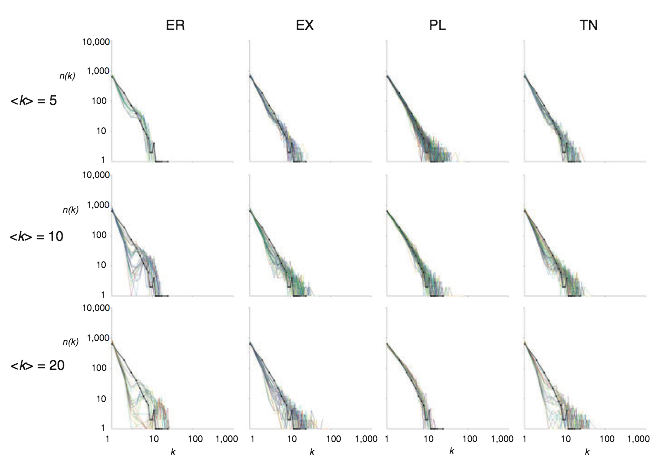 ER EX PL TN
10,000
n(k) 1,000
<k> = 5 100
10
1
10,000
n(k) 1,000
<k> = 10 100
10
1
10,000
n(k) 1,000
<k> = 20 100
10
1
1 10 100 1,000 1 10 100 1,000 1 10 100 1,000 1 10 100 1,000
k k k k